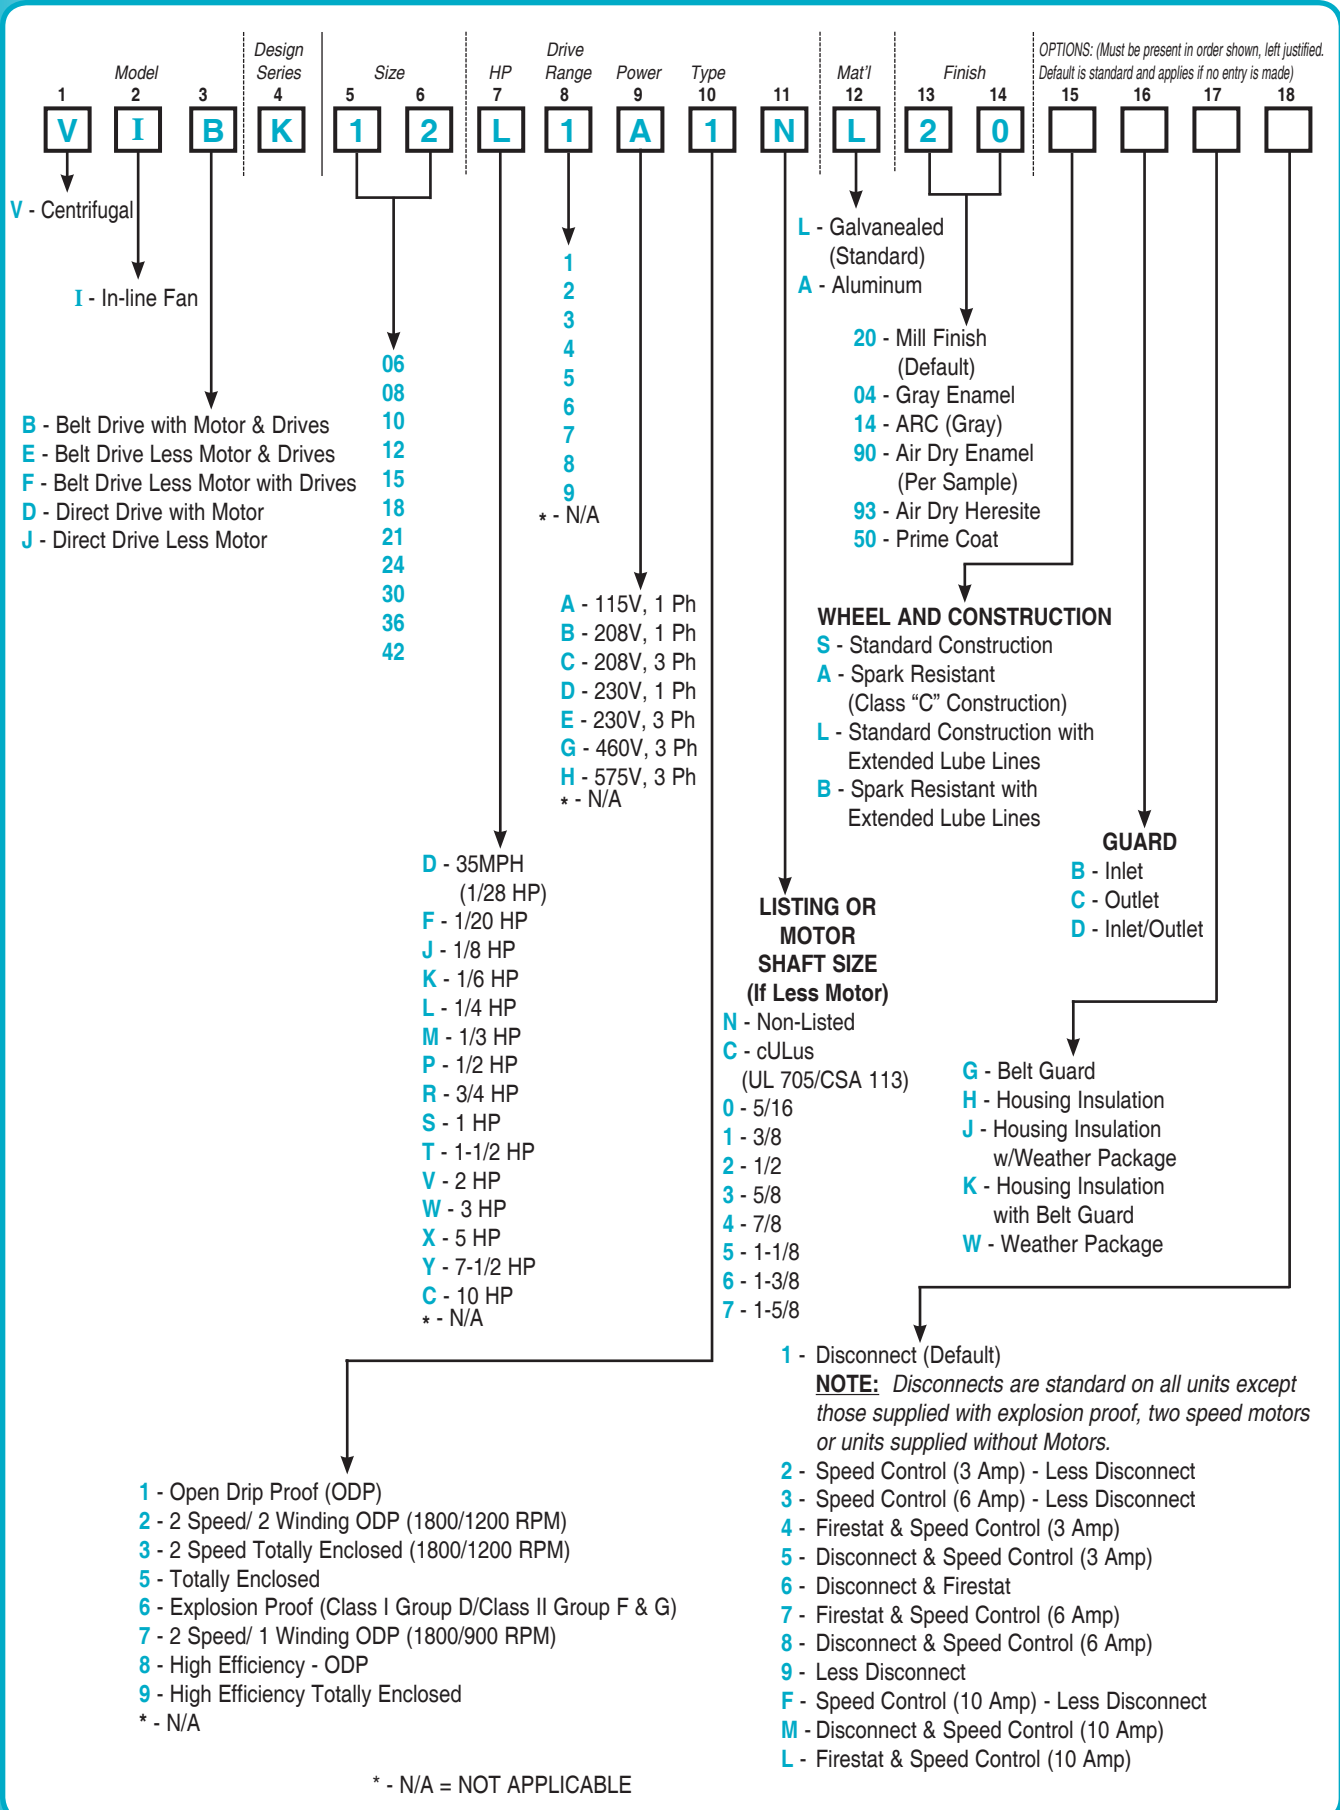 Design
Drive
OPTIONS: (Must be present in order shown, left justified.
Model Series Size HP Range Power Type Mat'l Finish Default is standard and applies if no entry is made)
1 2 3 4 5 6 7 8 9 10 11 12 13 14 15 16 17 18
V I B K 1 2 L 1 A 1 N L 2 0
V - Centrifugal
I - In-line Fan
B - Belt Drive with Motor & Drives
E - Belt Drive Less Motor & Drives
F - Belt Drive Less Motor with Drives
D - Direct Drive with Motor
J - Direct Drive Less Motor
06
08
10
12
15
18
21
24
30
36
42
D - 35MPH
(1/28 HP)
F - 1/20 HP
J - 1/8 HP
K - 1/6 HP
L - 1/4 HP
M - 1/3 HP
P - 1/2 HP
R - 3/4 HP
S - 1 HP
T - 1-1/2 HP
V - 2 HP
W - 3 HP
X - 5 HP
Y - 7-1/2 HP
C - 10 HP
* - N/A
1
2
3
4
5
6
7
8
9
* - N/A
A - 115V, 1 Ph
B - 208V, 1 Ph
C - 208V, 3 Ph
D - 230V, 1 Ph
E - 230V, 3 Ph
G - 460V, 3 Ph
H - 575V, 3 Ph
* - N/A
1 - Open Drip Proof (ODP)
2 - 2 Speed/ 2 Winding ODP (1800/1200 RPM)
3 - 2 Speed Totally Enclosed (1800/1200 RPM)
5 - Totally Enclosed
6 - Explosion Proof (Class I Group D/Class II Group F & G)
7 - 2 Speed/ 1 Winding ODP (1800/900 RPM)
8 - High Efficiency - ODP
9 - High Efficiency Totally Enclosed
* - N/A
LISTING OR
MOTOR
SHAFT SIZE
(If Less Motor)
N - Non-Listed
C - cULus
(UL 705/CSA 113)
0 - 5/16
1 - 3/8
2 - 1/2
3 - 5/8
4 - 7/8
5 - 1-1/8
6 - 1-3/8
7 - 1-5/8
L - Galvanealed
(Standard)
A - Aluminum
20 - Mill Finish
(Default)
04 - Gray Enamel
14 - ARC (Gray)
90 - Air Dry Enamel
(Per Sample)
93 - Air Dry Heresite
50 - Prime Coat
WHEEL AND CONSTRUCTION
S - Standard Construction
A - Spark Resistant
(Class “C” Construction)
L - Standard Construction with
Extended Lube Lines
B - Spark Resistant with
Extended Lube Lines
GUARD
B - Inlet
C - Outlet
D - Inlet/Outlet
G - Belt Guard
H - Housing Insulation
J - Housing Insulation
w/Weather Package
K - Housing Insulation
with Belt Guard
W - Weather Package
1 - Disconnect (Default)
NOTE: Disconnects are standard on all units except
those supplied with explosion proof, two speed motors
or units supplied without Motors.
2 - Speed Control (3 Amp) - Less Disconnect
3 - Speed Control (6 Amp) - Less Disconnect
4 - Firestat & Speed Control (3 Amp)
5 - Disconnect & Speed Control (3 Amp)
6 - Disconnect & Firestat
7 - Firestat & Speed Control (6 Amp)
8 - Disconnect & Speed Control (6 Amp)
9 - Less Disconnect
F - Speed Control (10 Amp) - Less Disconnect
M - Disconnect & Speed Control (10 Amp)
L - Firestat & Speed Control (10 Amp)
* - N/A = NOT APPLICABLE